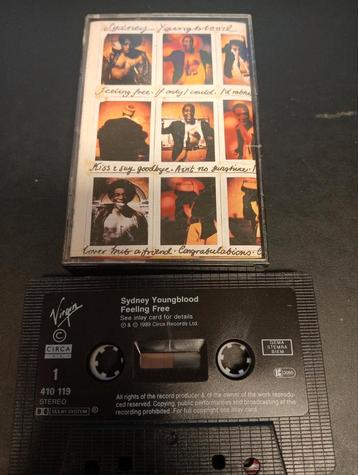 Sydney Youngblood
Feeling free. If only I could. I'd rather
Kiss & say goodbye. Ain't no sunshine.
a friend. Congratulations.
Virgin
Sydney Youngblood
Feeling Free
See inlay card for details
℗ & © 1989 Circa Records Ltd.
CIRCA
1
410 119
STEREO
GEMA
STEMRA
BIEM
DOLBY SYSTEM
All rights of the record producer & of the owner of the work reproduced reserved. Copying, public performances and broadcasting of the recording prohibited. For full copyright see inlay card.